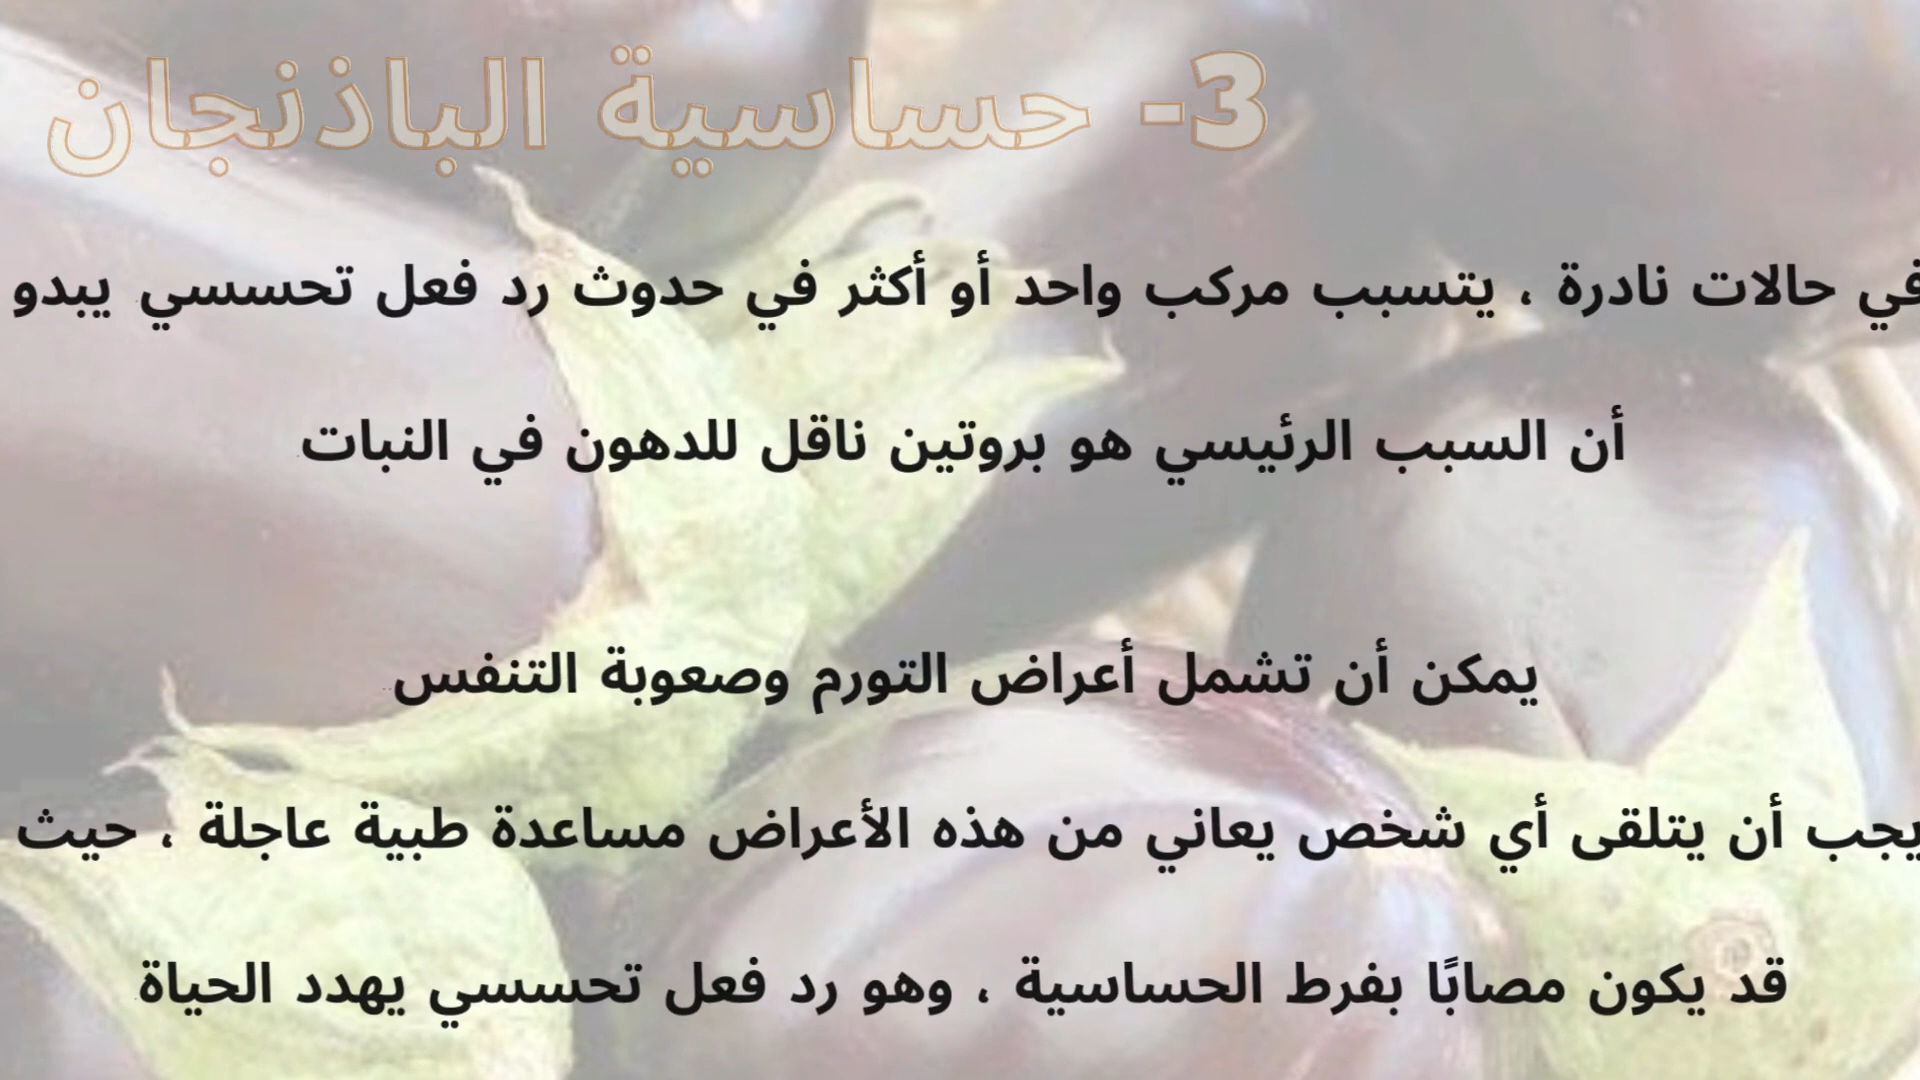 3- حساسية الباذنجان
في حالات نادرة ، يتسبب مركب واحد أو أكثر في حدوث رد فعل تحسسي يبدو
أن السبب الرئيسي هو بروتين ناقل للدهون في النبات
يمكن أن تشمل أعراض التورم وصعوبة التنفس
يجب أن يتلقى أي شخص يعاني من هذه الأعراض مساعدة طبية عاجلة ، حيث
قد يكون مصابًا بفرط الحساسية ، وهو رد فعل تحسسي يهدد الحياة